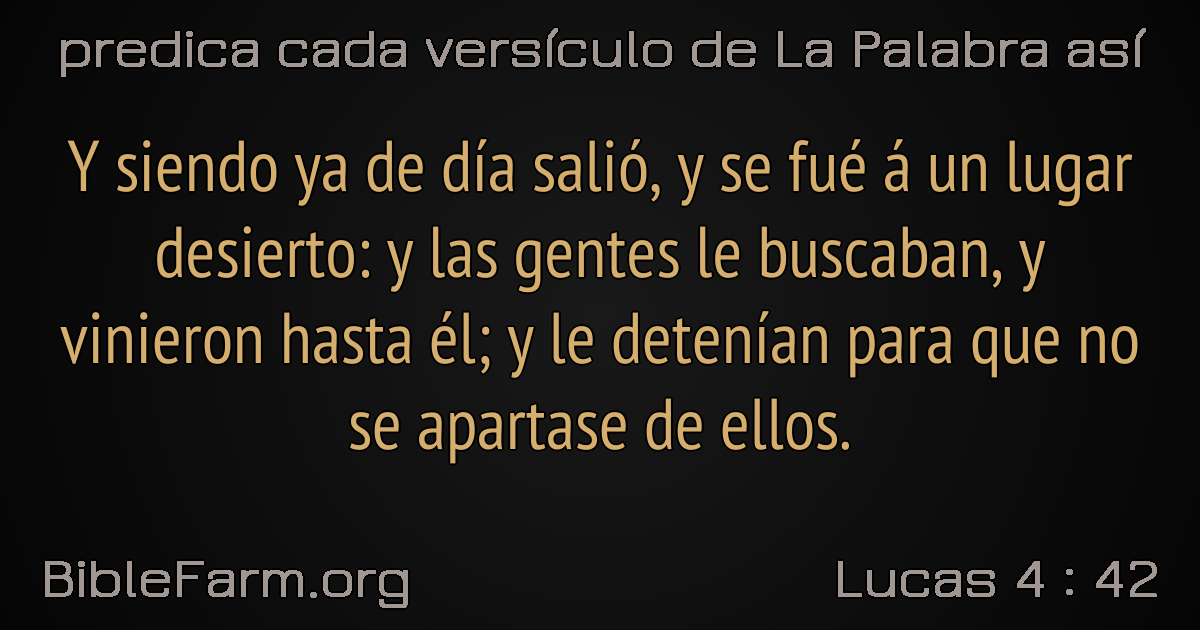 predica cada versículo de La Palabra así
Y siendo ya de día salió, y se fué á un lugar
desierto: y las gentes le buscaban, y
vinieron hasta él; y le detenían para que no
se apartase de ellos.
BibleFarm.org
Lucas 4 : 42